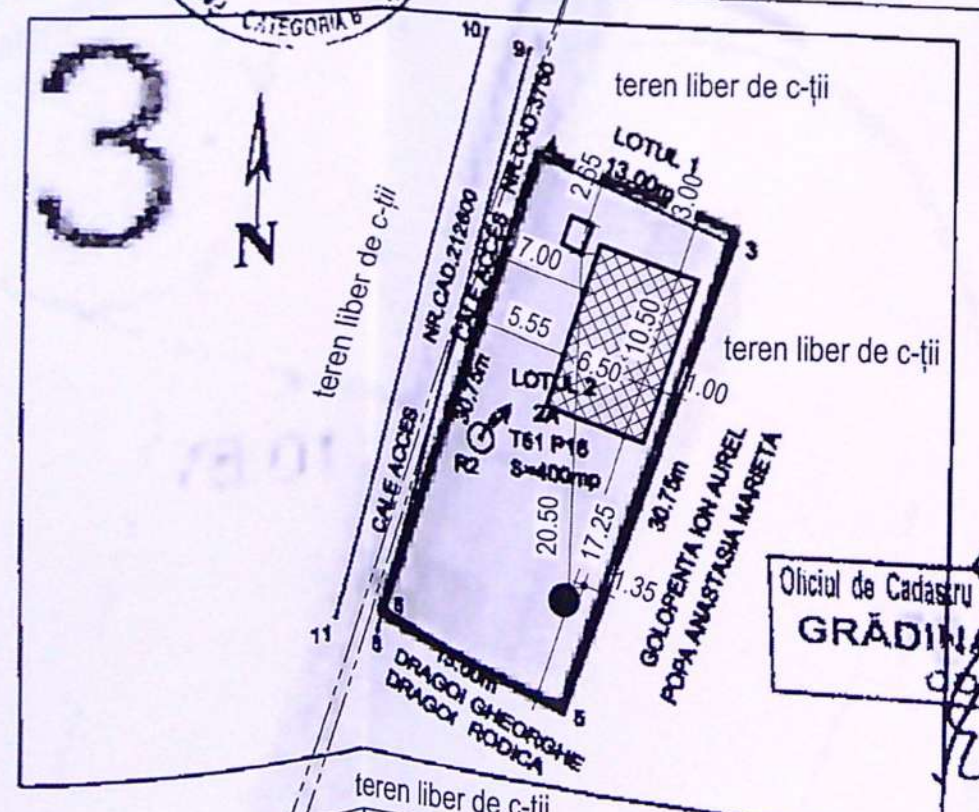 CATEGORIA B
3
N
10
9
teren liber de c-ții
NR.CAD.3750
LOTUL 1
13.00m
2.65
3.00
3
teren liber de c-ții
NR.CAD.212600
CALE ACCES
7.00
5.55
10.50
6.50
teren liber de c-ții
1.00
LOTUL 2
2A
T61 P16
S=400mp
30.75m
R2
CALE ACCES
20.50
17.25
30.75m
GOLOPENTA ION AUREL
POPA ANASTASIA MARIETA
1.35
Oficiul de Cadastru
6
11
13.00m
5
DRAGOI GHEORGHE
DRAGOI RODICA
teren liber de c-ții